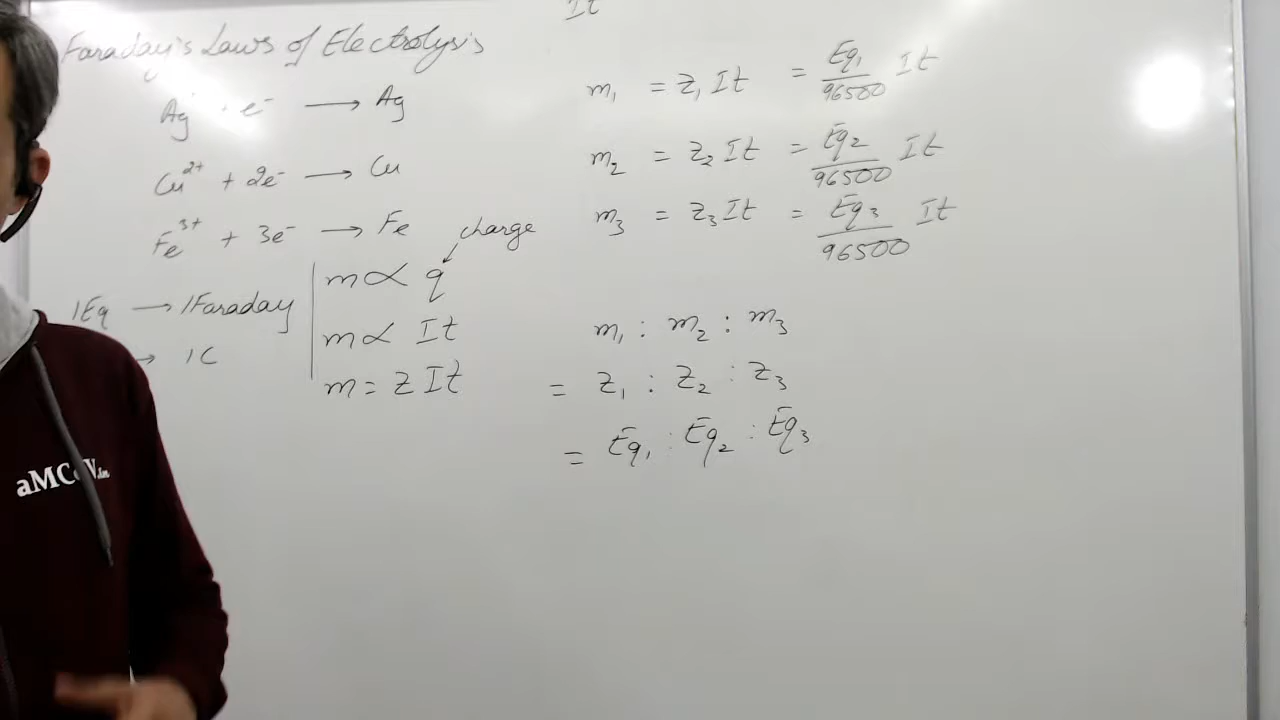 It
Faraday's Laws of Electrolysis
Ag + e⁻ → Ag
Cu²⁺ + 2e⁻ → Cu
Fe³⁺ + 3e⁻ → Fe
charge
1Eq → 1Faraday
→ 1C
m ∝ q
m ∝ It
m = Z It
m₁ = Z₁ It = Eq₁/96500 It
m₂ = Z₂ It = Eq₂/96500 It
m₃ = Z₃ It = Eq₃/96500 It
m₁ : m₂ : m₃
= Z₁ : Z₂ : Z₃
= Eq₁ : Eq₂ : Eq₃